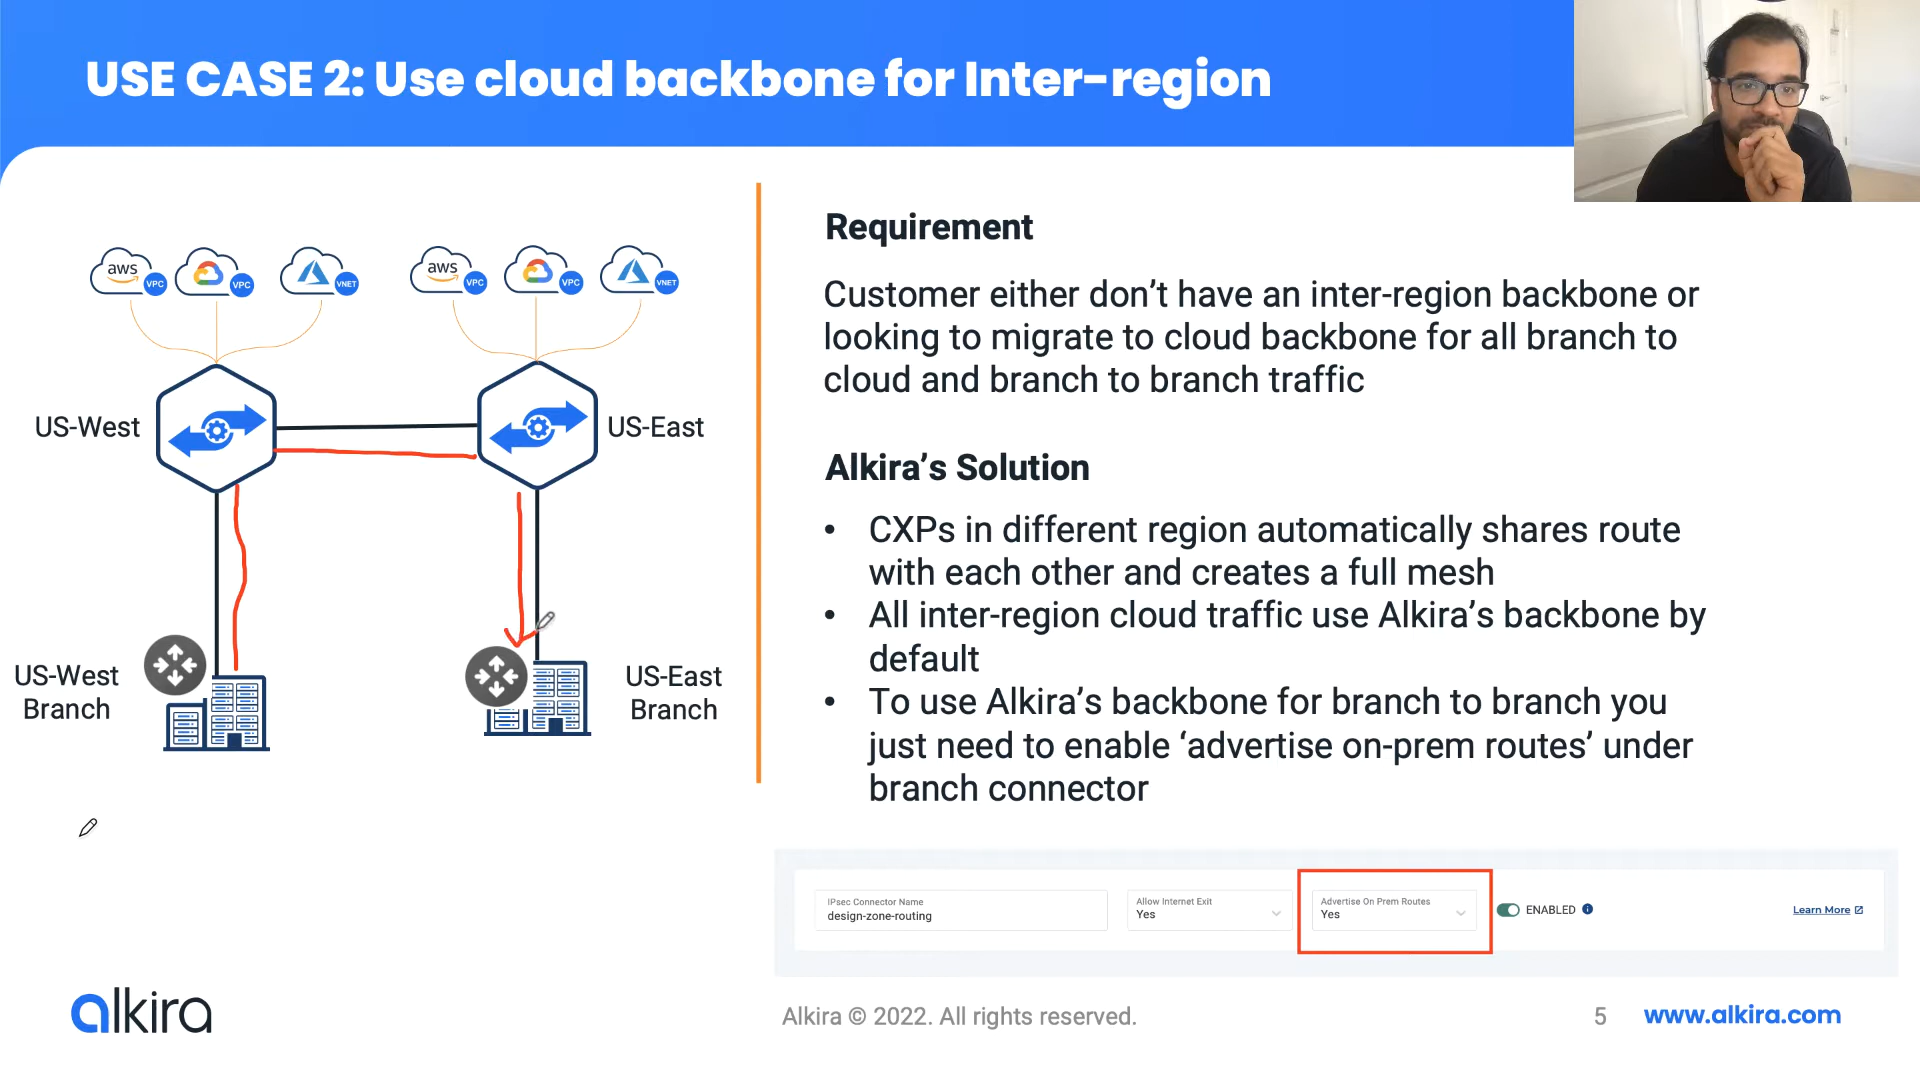 USE CASE 2: Use cloud backbone for Inter-region
aws
VPC
VPC
VNET
aws
VPC
VPC
VNET
US-West
US-East
US-West
Branch
US-East
Branch
Requirement
Customer either don’t have an inter-region backbone or
looking to migrate to cloud backbone for all branch to
cloud and branch to branch traffic
Alkira’s Solution
• CXPs in different region automatically shares route
with each other and creates a full mesh
• All inter-region cloud traffic use Alkira’s backbone by
default
• To use Alkira’s backbone for branch to branch you
just need to enable ‘advertise on-prem routes’ under
branch connector
IPsec Connector Name
design-zone-routing
Allow Internet Exit
Yes
Advertise On Prem Routes
Yes
ENABLED
Learn More
alkira
Alkira © 2022. All rights reserved.
5
www.alkira.com